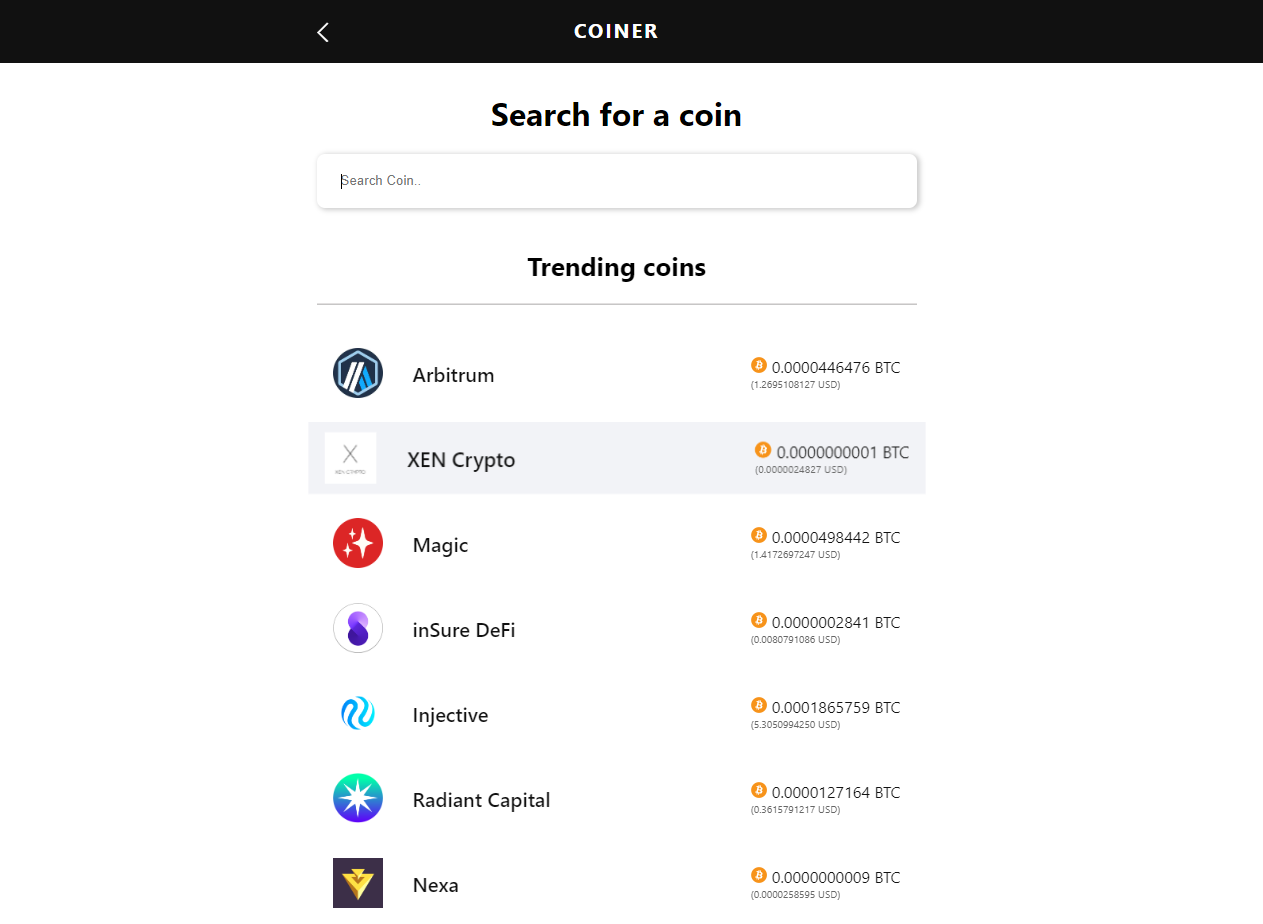 COINER
Search for a coin
Search Coin..
Trending coins
Arbitrum
0.0000446476 BTC
(1.2695108127 USD)
X
XEN CRYPTO
XEN Crypto
0.0000000001 BTC
(0.0000024827 USD)
Magic
0.0000498442 BTC
(1.4172697247 USD)
inSure DeFi
0.0000002841 BTC
(0.0080791086 USD)
Injective
0.0001865759 BTC
(5.3050994250 USD)
Radiant Capital
0.0000127164 BTC
(0.3615791217 USD)
Nexa
0.0000000009 BTC
(0.0000258595 USD)